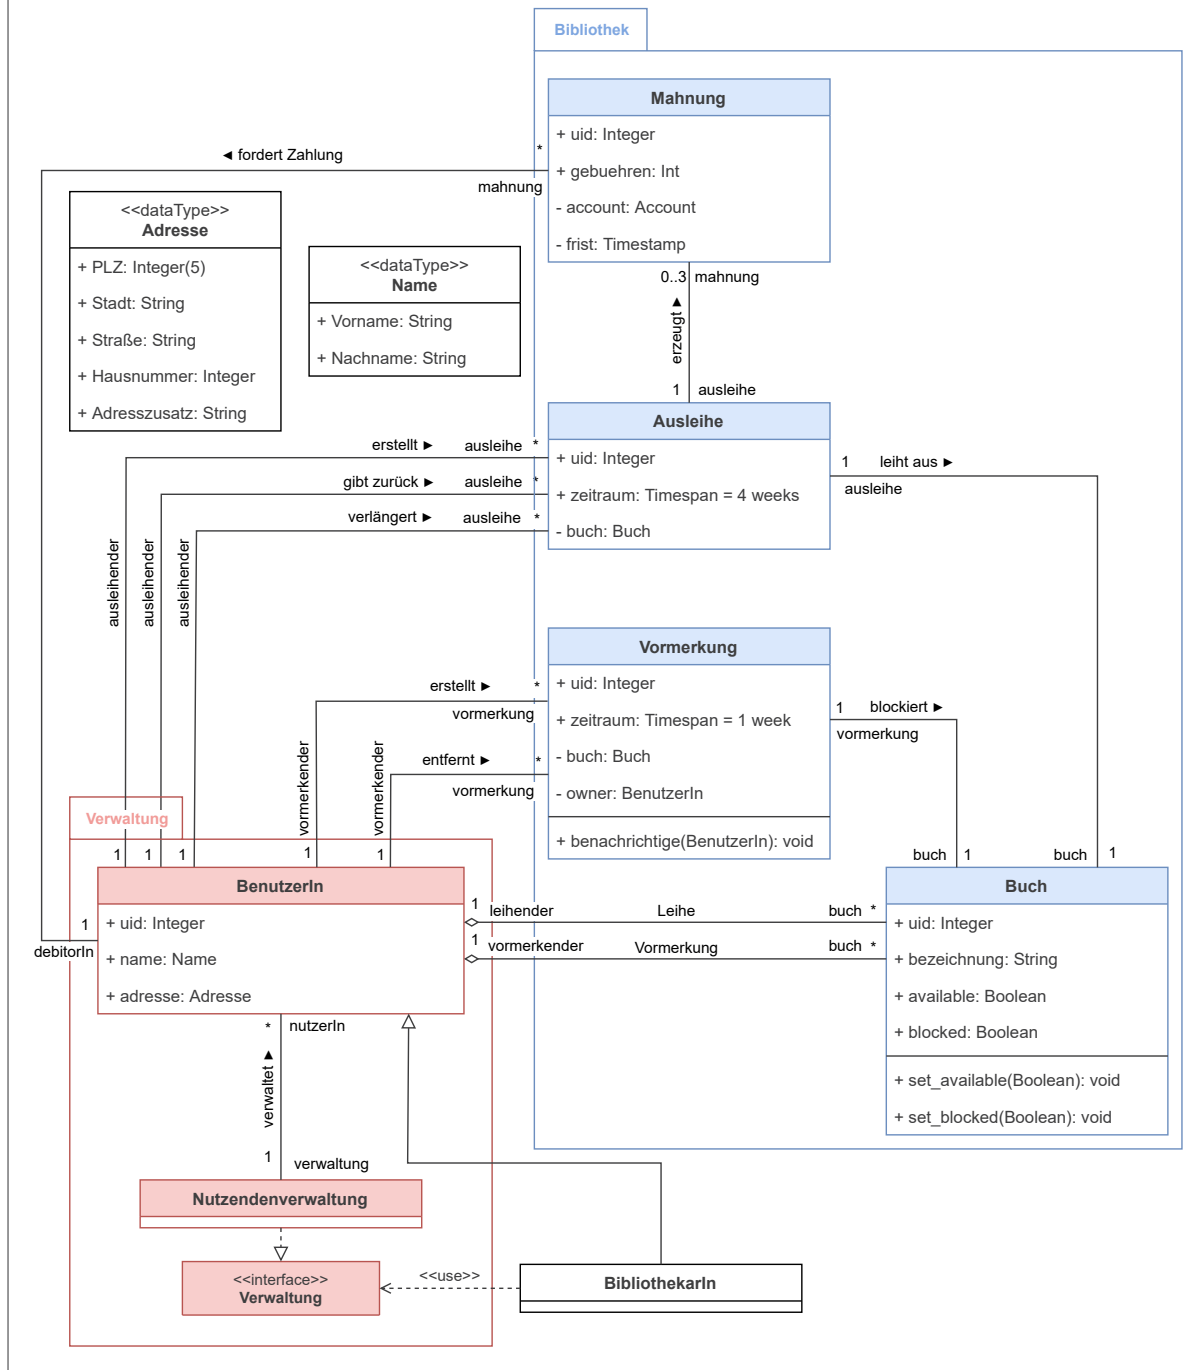 Bibliothek
Mahnung
+ uid: Integer
+ gebuehren: Int
- account: Account
- frist: Timestamp
◄ fordert Zahlung
*
mahnung
<<dataType>>
Adresse
+ PLZ: Integer(5)
+ Stadt: String
+ Straße: String
+ Hausnummer: Integer
+ Adresszusatz: String
<<dataType>>
Name
+ Vorname: String
+ Nachname: String
0..3 mahnung
erzeugt ►
1 ausleihe
Ausleihe
+ uid: Integer
+ zeitraum: Timespan = 4 weeks
- buch: Buch
erstellt ► ausleihe *
gibt zurück ► ausleihe *
verlängert ► ausleihe *
1 leiht aus ►
ausleihe
ausleihender
ausleihender
ausleihender
Vormerkung
+ uid: Integer
+ zeitraum: Timespan = 1 week
- buch: Buch
- owner: BenutzerIn
+ benachrichtige(BenutzerIn): void
erstellt ► *
vormerkung
entfernt ► *
vormerkung
1 blockiert ►
vormerkung
vormerkender
vormerkender
Verwaltung
1 1 1 1 1
buch 1
buch 1
BenutzerIn
+ uid: Integer
+ name: Name
+ adresse: Adresse
1
debitorIn
1 leihender Leihe buch *
1 vormerkender Vormerkung buch *
Buch
+ uid: Integer
+ bezeichnung: String
+ available: Boolean
+ blocked: Boolean
+ set_available(Boolean): void
+ set_blocked(Boolean): void
* nutzerIn
verwaltet ►
1 verwaltung
Nutzendenverwaltung
<<interface>>
Verwaltung
<<use>>
BibliothekarIn